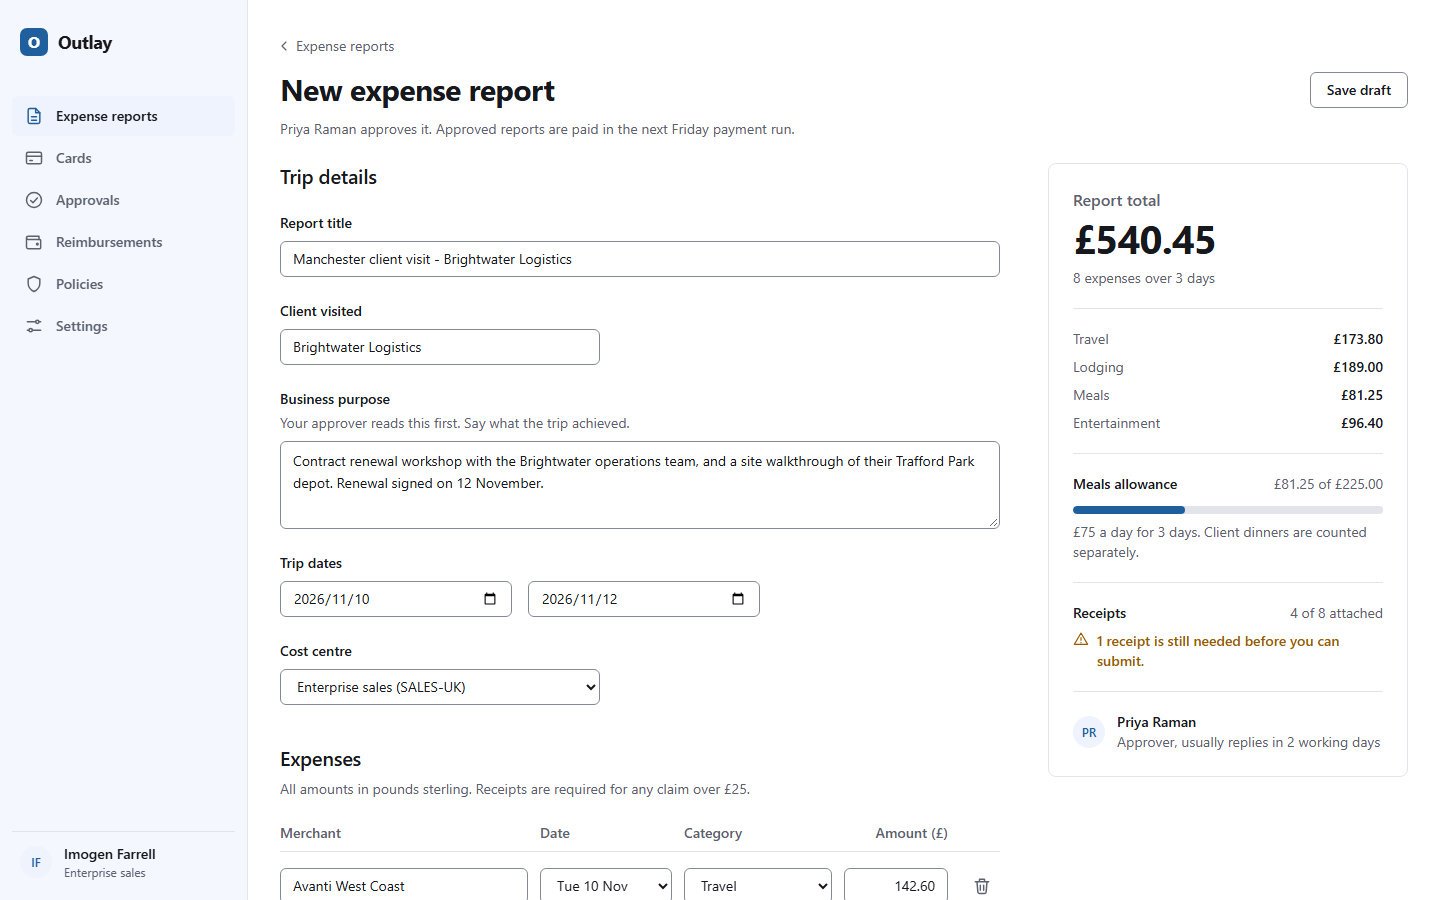 O Outlay
Expense reports
Cards
Approvals
Reimbursements
Policies
Settings
IF
Imogen Farrell
Enterprise sales
Expense reports
New expense report
Save draft
Priya Raman approves it. Approved reports are paid in the next Friday payment run.
Trip details
Report title
Manchester client visit - Brightwater Logistics
Client visited
Brightwater Logistics
Business purpose
Your approver reads this first. Say what the trip achieved.
Contract renewal workshop with the Brightwater operations team, and a site walkthrough of their Trafford Park
depot. Renewal signed on 12 November.
Trip dates
2026/11/10 2026/11/12
Cost centre
Enterprise sales (SALES-UK)
Expenses
All amounts in pounds sterling. Receipts are required for any claim over £25.
Merchant Date Category Amount (£)
Avanti West Coast Tue 10 Nov Travel 142.60
Report total
£540.45
8 expenses over 3 days
Travel £173.80
Lodging £189.00
Meals £81.25
Entertainment £96.40
Meals allowance £81.25 of £225.00
£75 a day for 3 days. Client dinners are counted
separately.
Receipts 4 of 8 attached
1 receipt is still needed before you can
submit.
PR
Priya Raman
Approver, usually replies in 2 working days